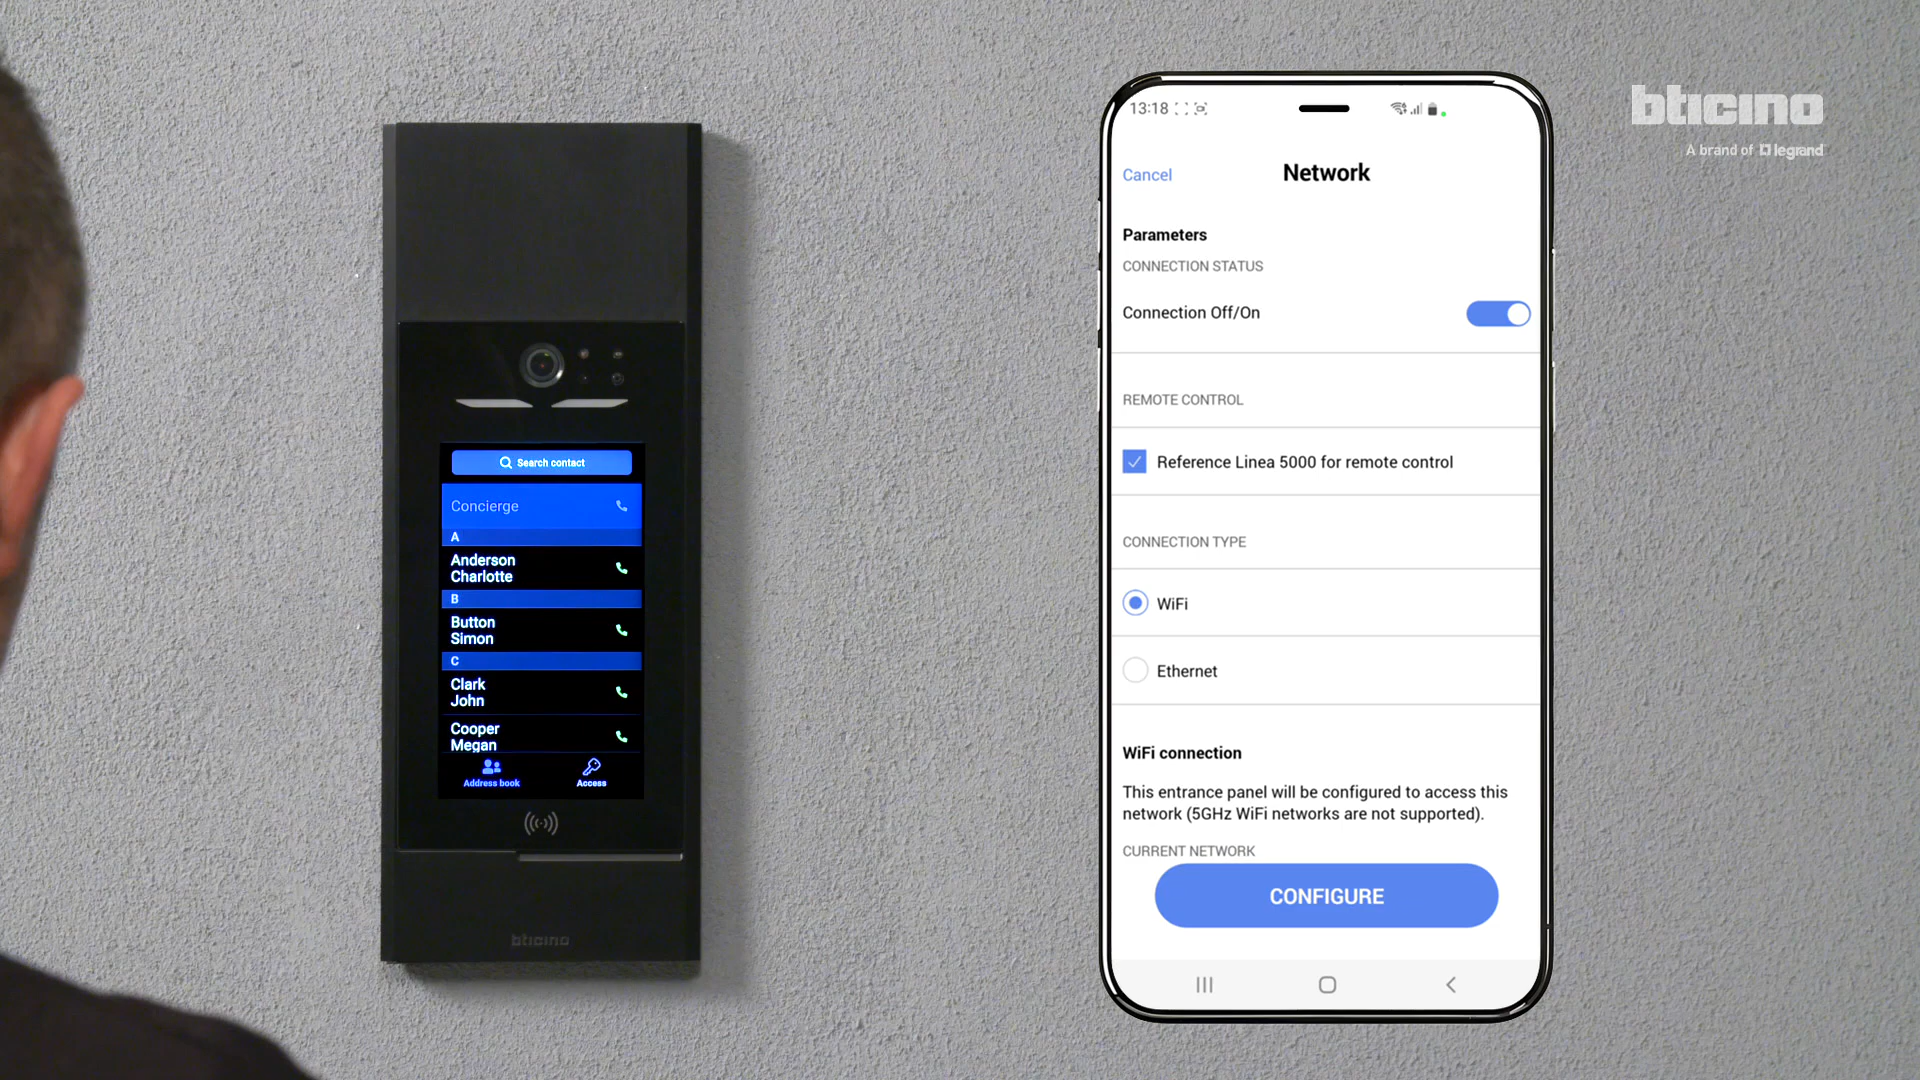 Search contact
Concierge
A
Anderson
Charlotte
B
Button
Simon
C
Clark
John
Cooper
Megan
Address book
Access
bticino
13:18
Cancel
Network
Parameters
CONNECTION STATUS
Connection Off/On
REMOTE CONTROL
Reference Linea 5000 for remote control
CONNECTION TYPE
WiFi
Ethernet
WiFi connection
This entrance panel will be configured to access this
network (5GHz WiFi networks are not supported).
CURRENT NETWORK
CONFIGURE
bticino
A brand of legrand